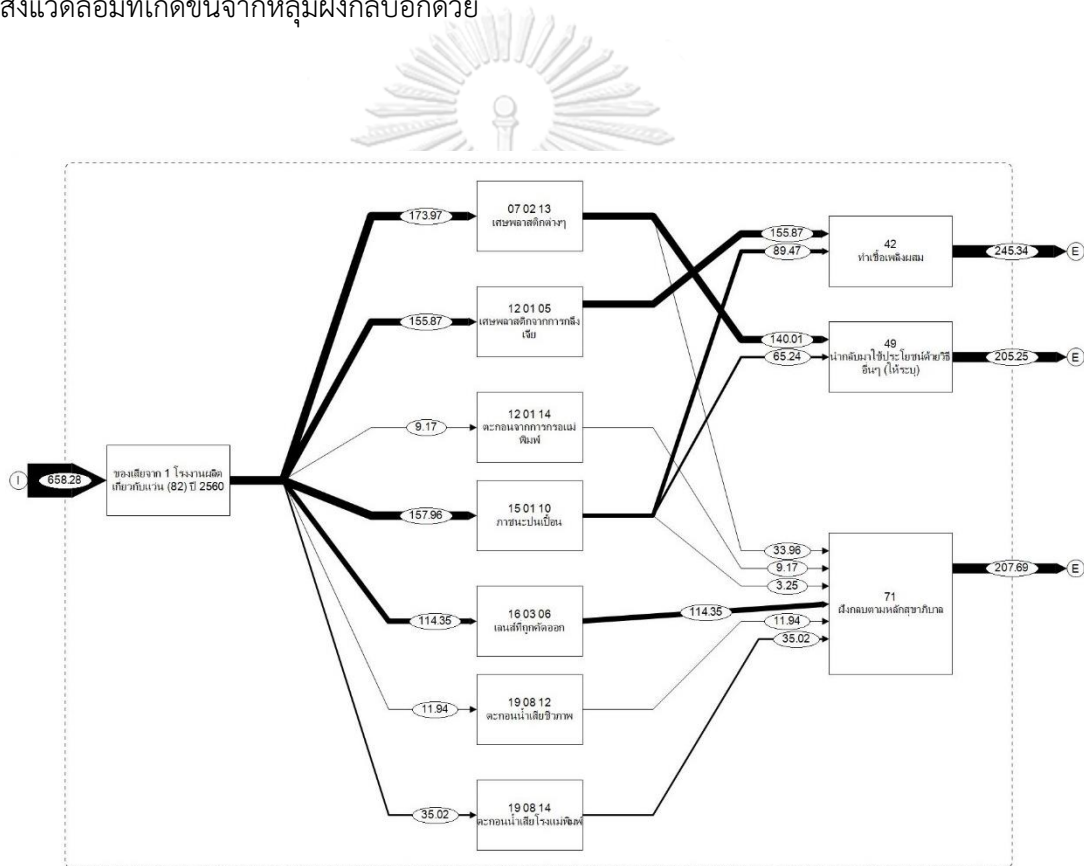 สิ่งแวดล้อมที่เกิดขึ้นจากหลุมฝังกลบอีกด้วย
07 02 13
เศษพลาสติกต่างๆ
173.97
155.87
89.47
42
ทำเชื้อเพลิงผสม
245.34
E
12 01 05
เศษพลาสติกจากการกลึง
เจีย
155.87
140.01
65.24
49
นำกลับมาใช้ประโยชน์ด้วยวิธี
อื่นๆ (ให้ระบุ)
205.25
E
12 01 14
ตะกอนจากการกรอแม่
พิมพ์
9.17
I
658.28
ของเสียจาก 1 โรงงานผลิต
เกี่ยวกับแว่น (82) ปี 2560
15 01 10
ภาชนะปนเปื้อน
157.96
33.96
9.17
3.25
114.35
11.94
35.02
71
ฝังกลบตามหลักสุขาภิบาล
207.69
E
16 03 06
เลนส์ที่ถูกคัดออก
114.35
19 08 12
ตะกอนน้ำเสียชีวภาพ
11.94
19 08 14
ตะกอนน้ำเสียโรงแม่พิมพ์
35.02